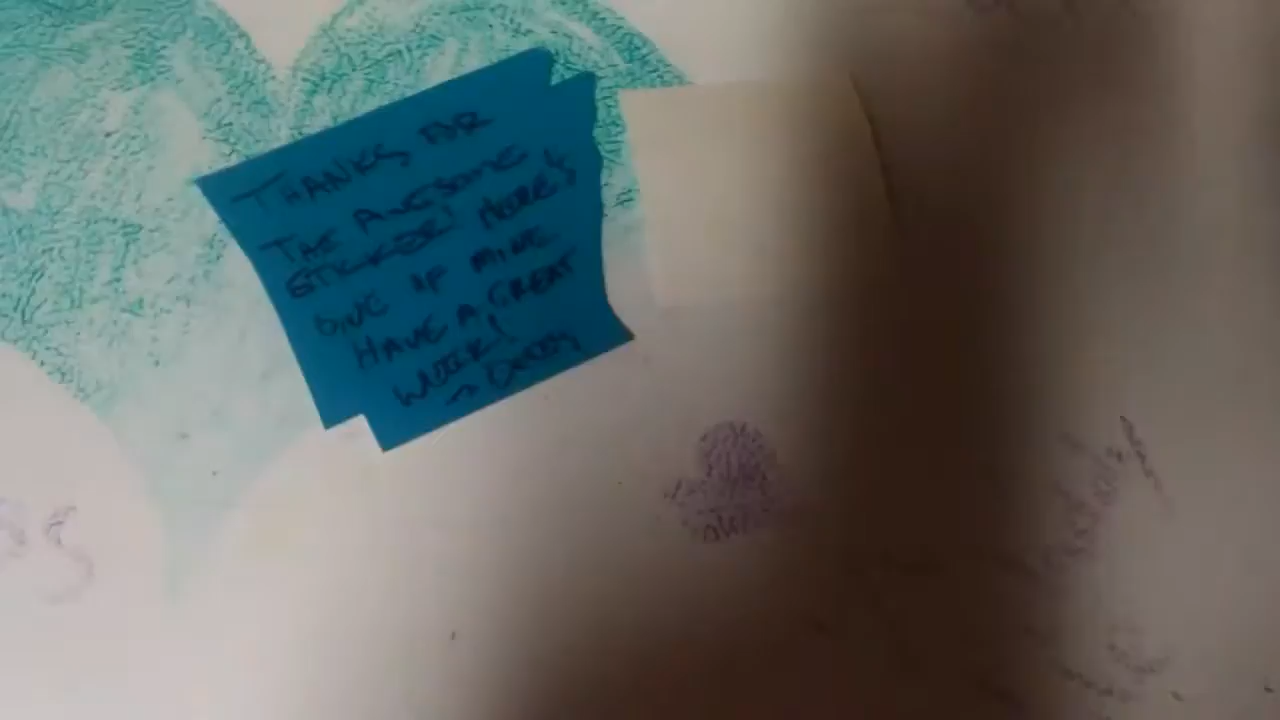 THANKS FOR
THE AWESOME
STICKER! HERE'S
ONE OF MINE
HAVE A GREAT
WEEK!